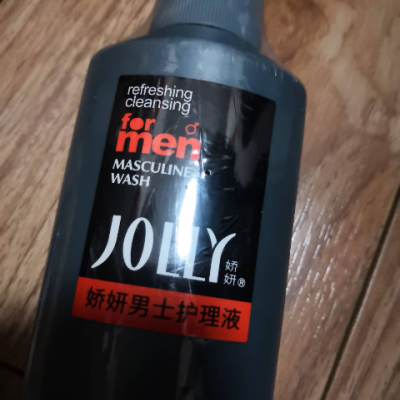 refreshing
cleansing
for
men
MASCULINE
WASH
JOLLY
娇
妍®
娇妍男士护理液